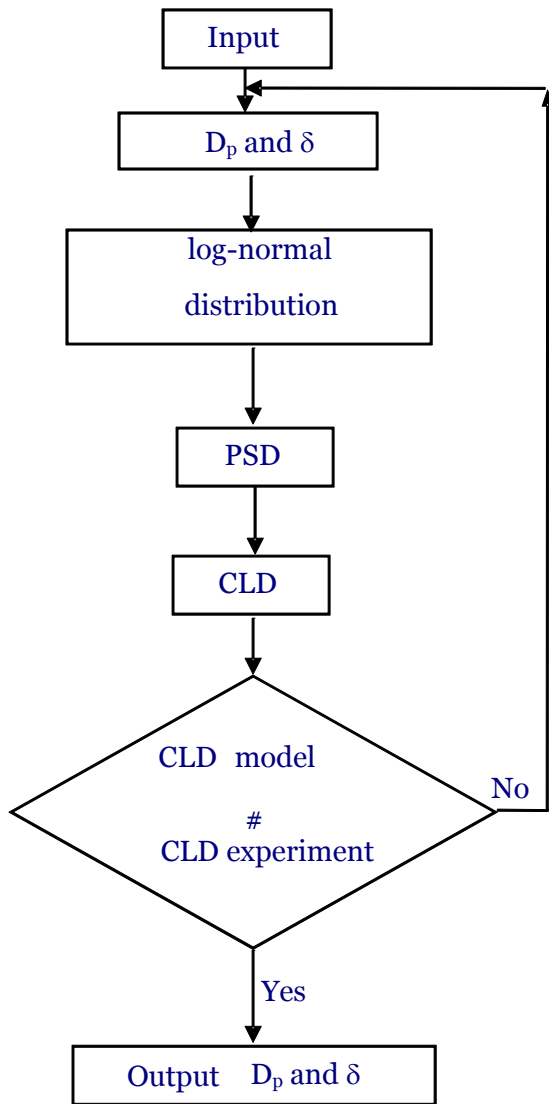 Input
Dₚ and δ
log-normal
distribution
PSD
CLD
CLD model
No
#
CLD experiment
Yes
Output Dₚ and δ